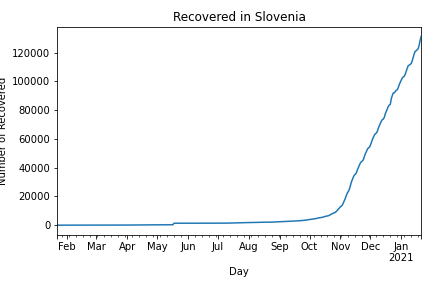 Recovered in Slovenia
Number of Recovered
120000
100000
80000
60000
40000
20000
0
Feb Mar Apr May Jun Jul Aug Sep Oct Nov Dec Jan
2021
Day